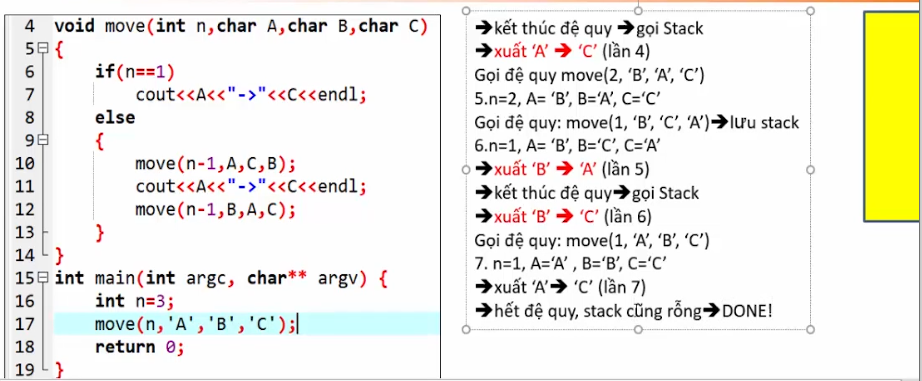 4 void move(int n,char A,char B,char C)
5 {
6 if(n==1)
7 cout<<A<<"->"<<C<<endl;
8 else
9 {
10 move(n-1,A,C,B);
11 cout<<A<<"->"<<C<<endl;
12 move(n-1,B,A,C);
13 }
14 }
15 int main(int argc, char** argv) {
16 int n=3;
17 move(n,'A','B','C');
18 return 0;
19 }
➔kết thúc đệ quy ➔gọi Stack
➔xuất ‘A’ ➔ ‘C’ (lần 4)
Gọi đệ quy move(2, ‘B’, ‘A’, ‘C’)
5.n=2, A= ‘B’, B=‘A’, C=‘C’
Gọi đệ quy: move(1, ‘B’, ‘C’, ‘A’)➔lưu stack
6.n=1, A= ‘B’, B=‘C’, C=‘A’
➔xuất ‘B’ ➔ ‘A’ (lần 5)
➔kết thúc đệ quy➔gọi Stack
➔xuất ‘B’ ➔ ‘C’ (lần 6)
Gọi đệ quy: move(1, ‘A’, ‘B’, ‘C’)
7. n=1, A=‘A’ , B=‘B’, C=‘C’
➔xuất ‘A’➔ ‘C’ (lần 7)
➔hết đệ quy, stack cũng rỗng➔DONE!